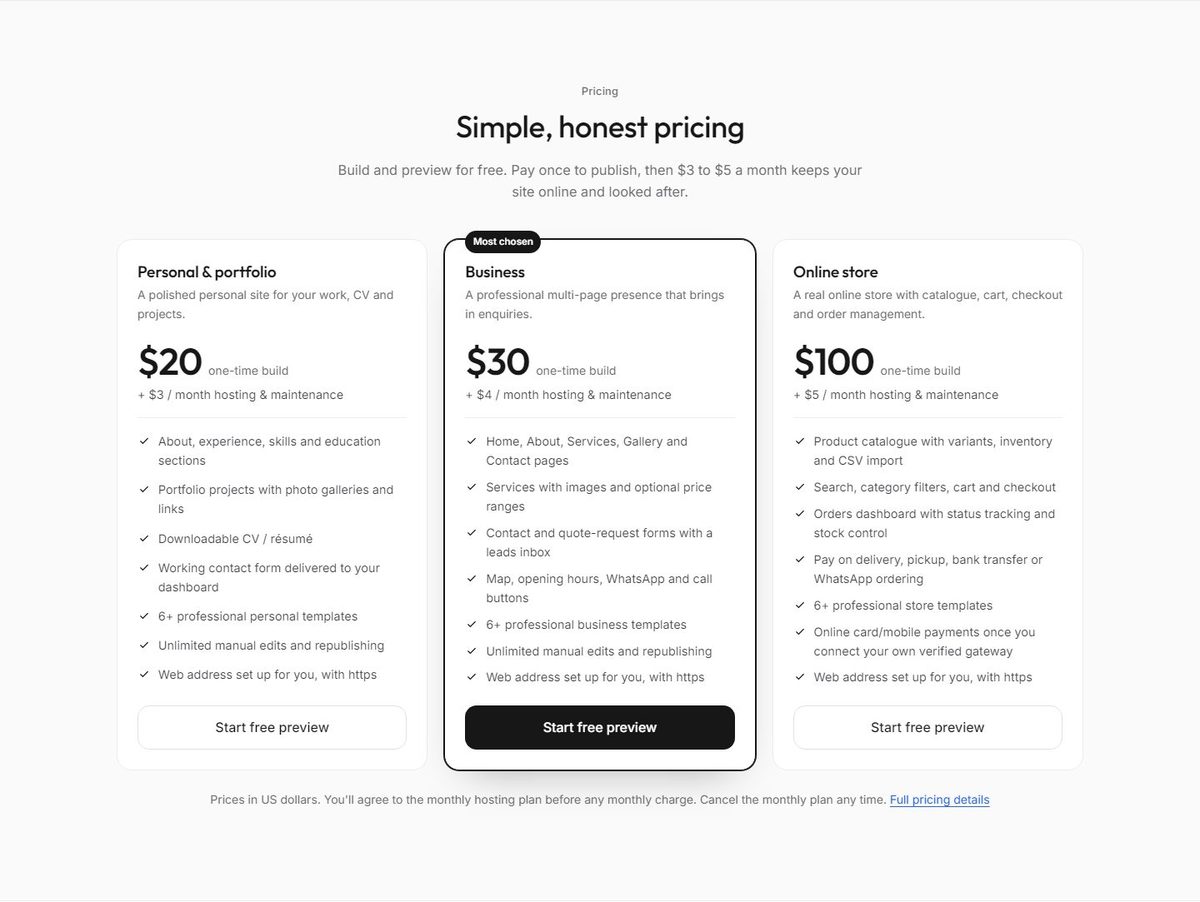 Pricing
Simple, honest pricing
Build and preview for free. Pay once to publish, then $3 to $5 a month keeps your
site online and looked after.
Personal & portfolio
A polished personal site for your work, CV and
projects.
$20 one-time build
+ $3 / month hosting & maintenance
About, experience, skills and education
sections
Portfolio projects with photo galleries and
links
Downloadable CV / résumé
Working contact form delivered to your
dashboard
6+ professional personal templates
Unlimited manual edits and republishing
Web address set up for you, with https
Start free preview
Most chosen
Business
A professional multi-page presence that brings
in enquiries.
$30 one-time build
+ $4 / month hosting & maintenance
Home, About, Services, Gallery and
Contact pages
Services with images and optional price
ranges
Contact and quote-request forms with a
leads inbox
Map, opening hours, WhatsApp and call
buttons
6+ professional business templates
Unlimited manual edits and republishing
Web address set up for you, with https
Start free preview
Online store
A real online store with catalogue, cart, checkout
and order management.
$100 one-time build
+ $5 / month hosting & maintenance
Product catalogue with variants, inventory
and CSV import
Search, category filters, cart and checkout
Orders dashboard with status tracking and
stock control
Pay on delivery, pickup, bank transfer or
WhatsApp ordering
6+ professional store templates
Online card/mobile payments once you
connect your own verified gateway
Web address set up for you, with https
Start free preview
Prices in US dollars. You'll agree to the monthly hosting plan before any monthly charge. Cancel the monthly plan any time. Full pricing details